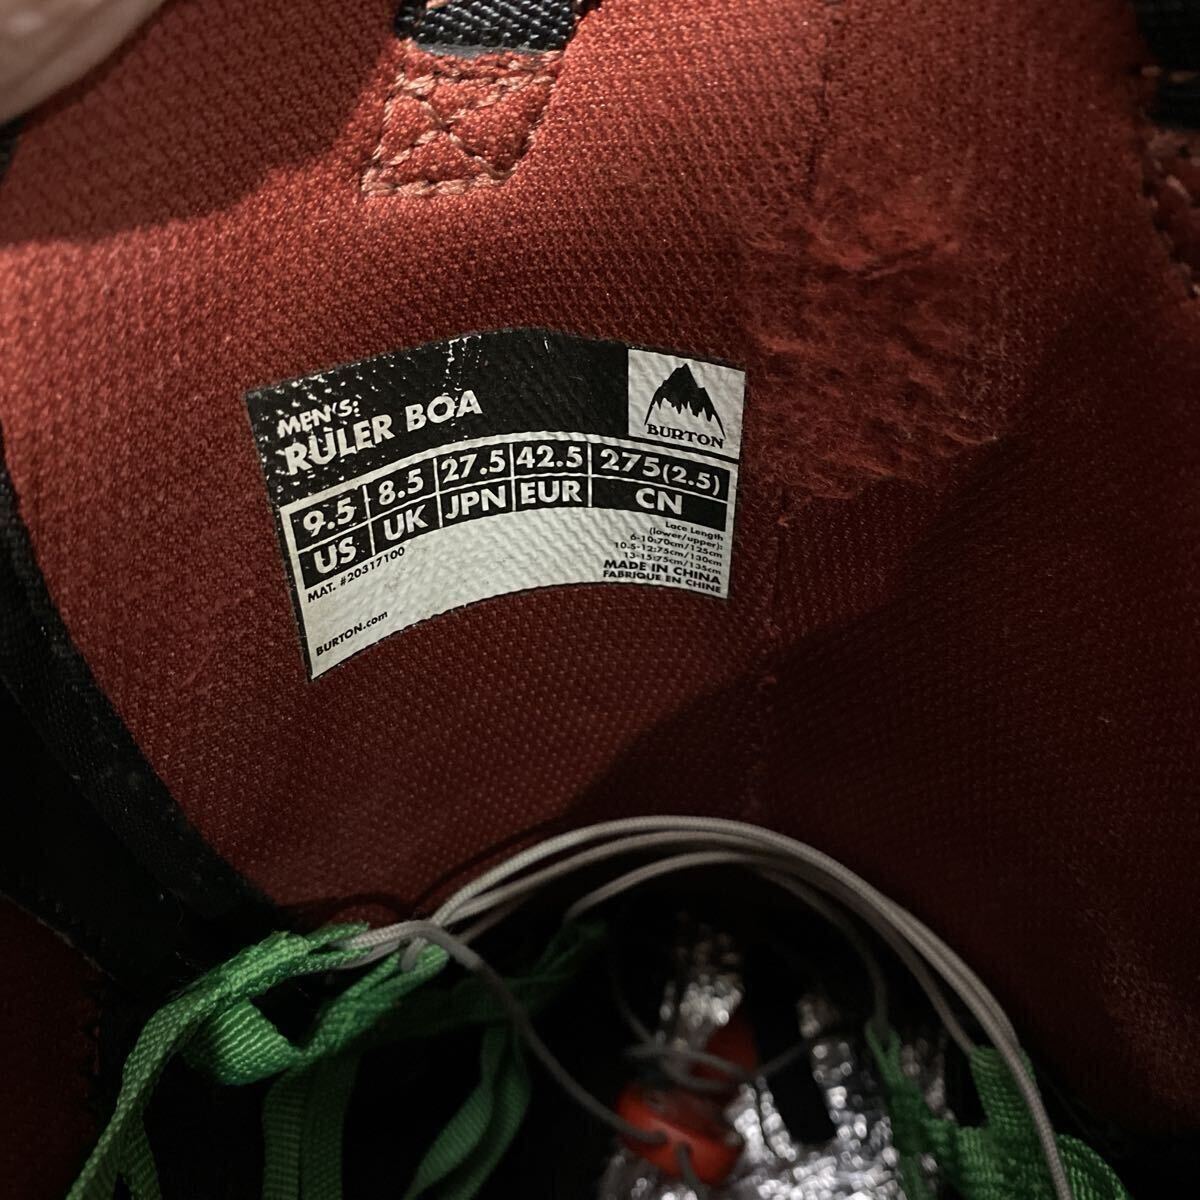 MEN'S:
RULER BOA
BURTON
9.5 8.5 27.5 42.5 275(2.5)
US UK JPN EUR CN
MAT. #20317100
Lace Length
(lower/upper):
6-10:70cm/125cm
10.5-12:75cm/130cm
13-15:75cm/135cm
MADE IN CHINA
FABRIQUE EN CHINE
BURTON.com